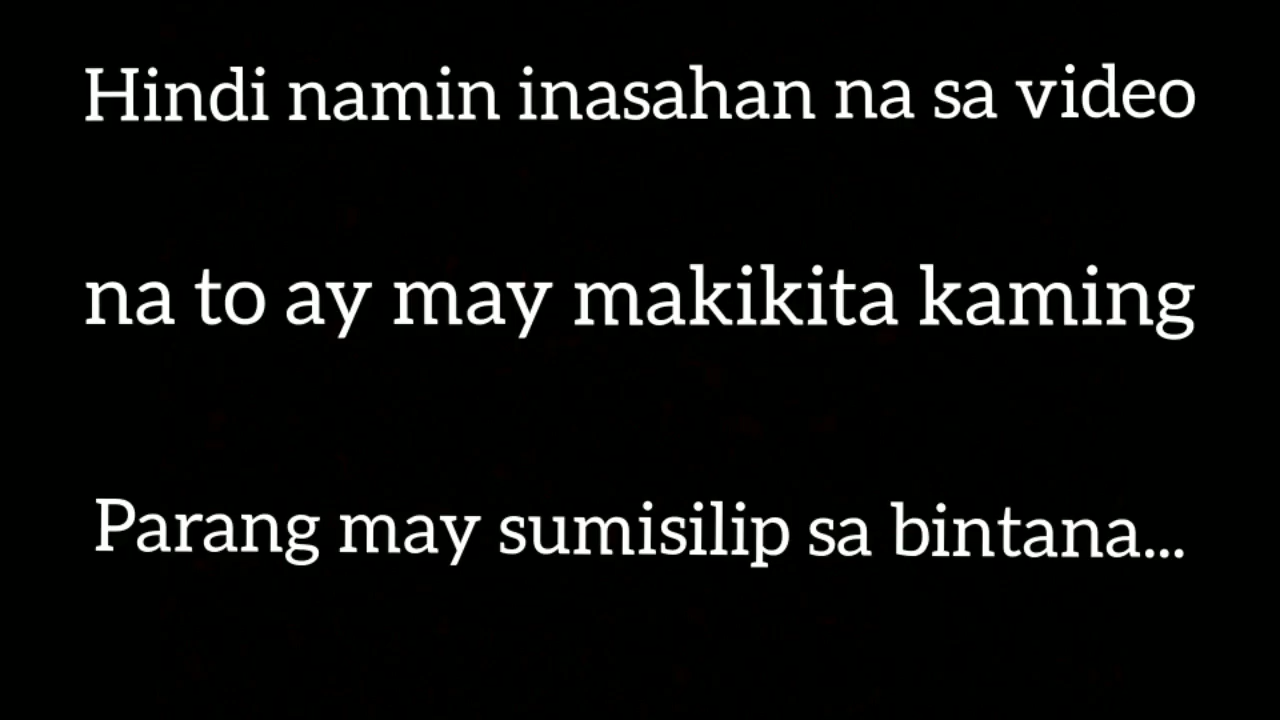 Hindi namin inasahan na sa video
na to ay may makikita kaming
Parang may sumisilip sa bintana...